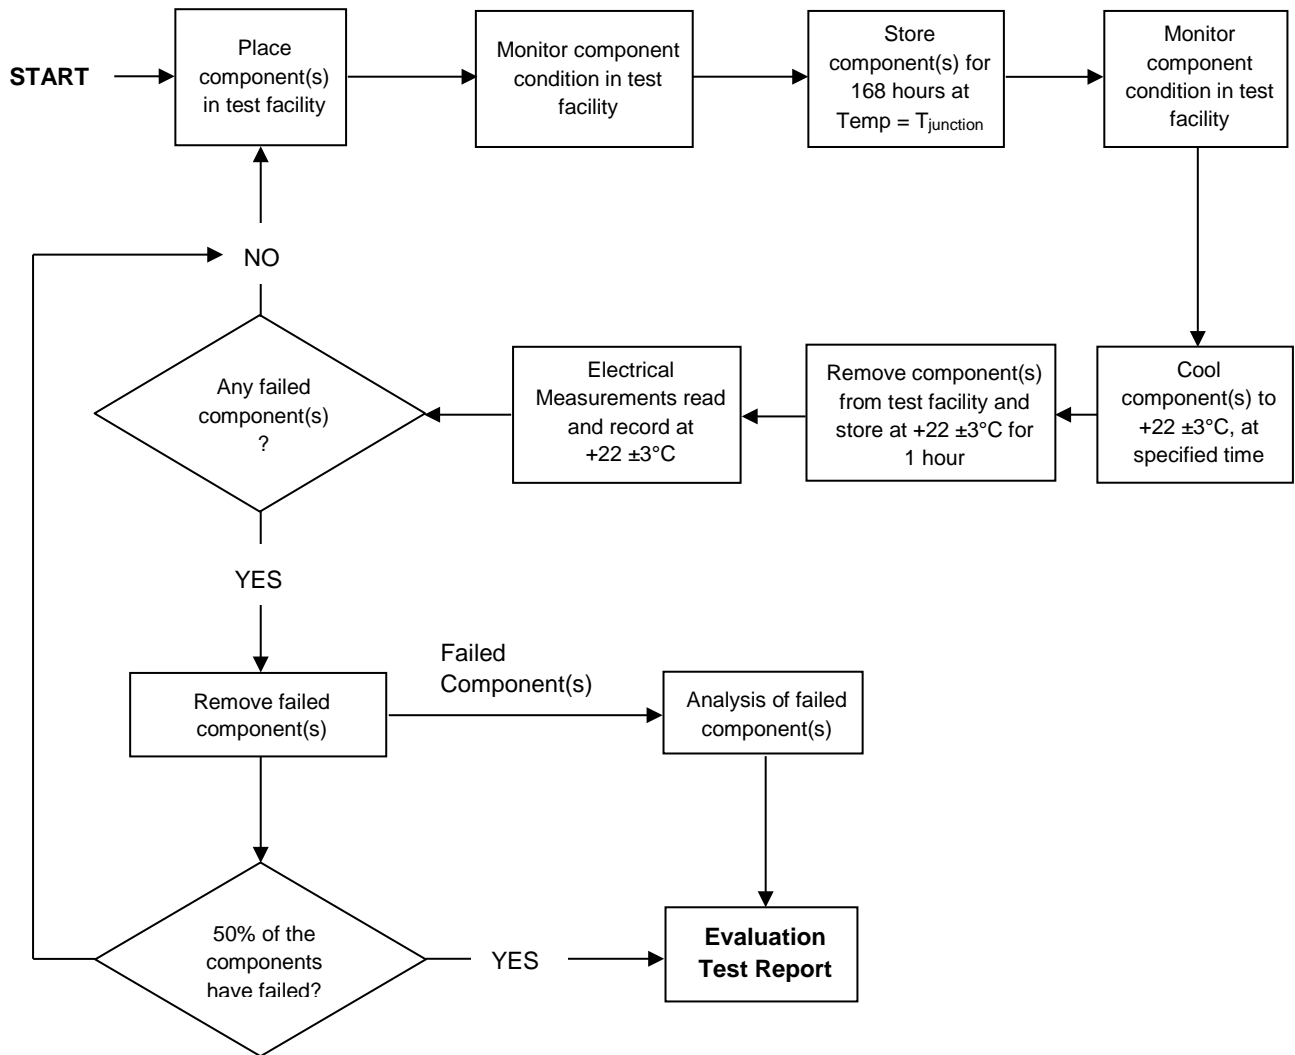 START
Place
component(s)
in test facility
Monitor component
condition in test
facility
Store
component(s) for
168 hours at
Temp = Tjunction
Monitor
component
condition in test
facility
NO
Any failed
component(s)
?
Electrical
Measurements read
and record at
+22 ±3°C
Remove component(s)
from test facility and
store at +22 ±3°C for
1 hour
Cool
component(s) to
+22 ±3°C, at
specified time
YES
Remove failed
component(s)
Failed
Component(s)
Analysis of failed
component(s)
50% of the
components
have failed?
YES
Evaluation
Test Report